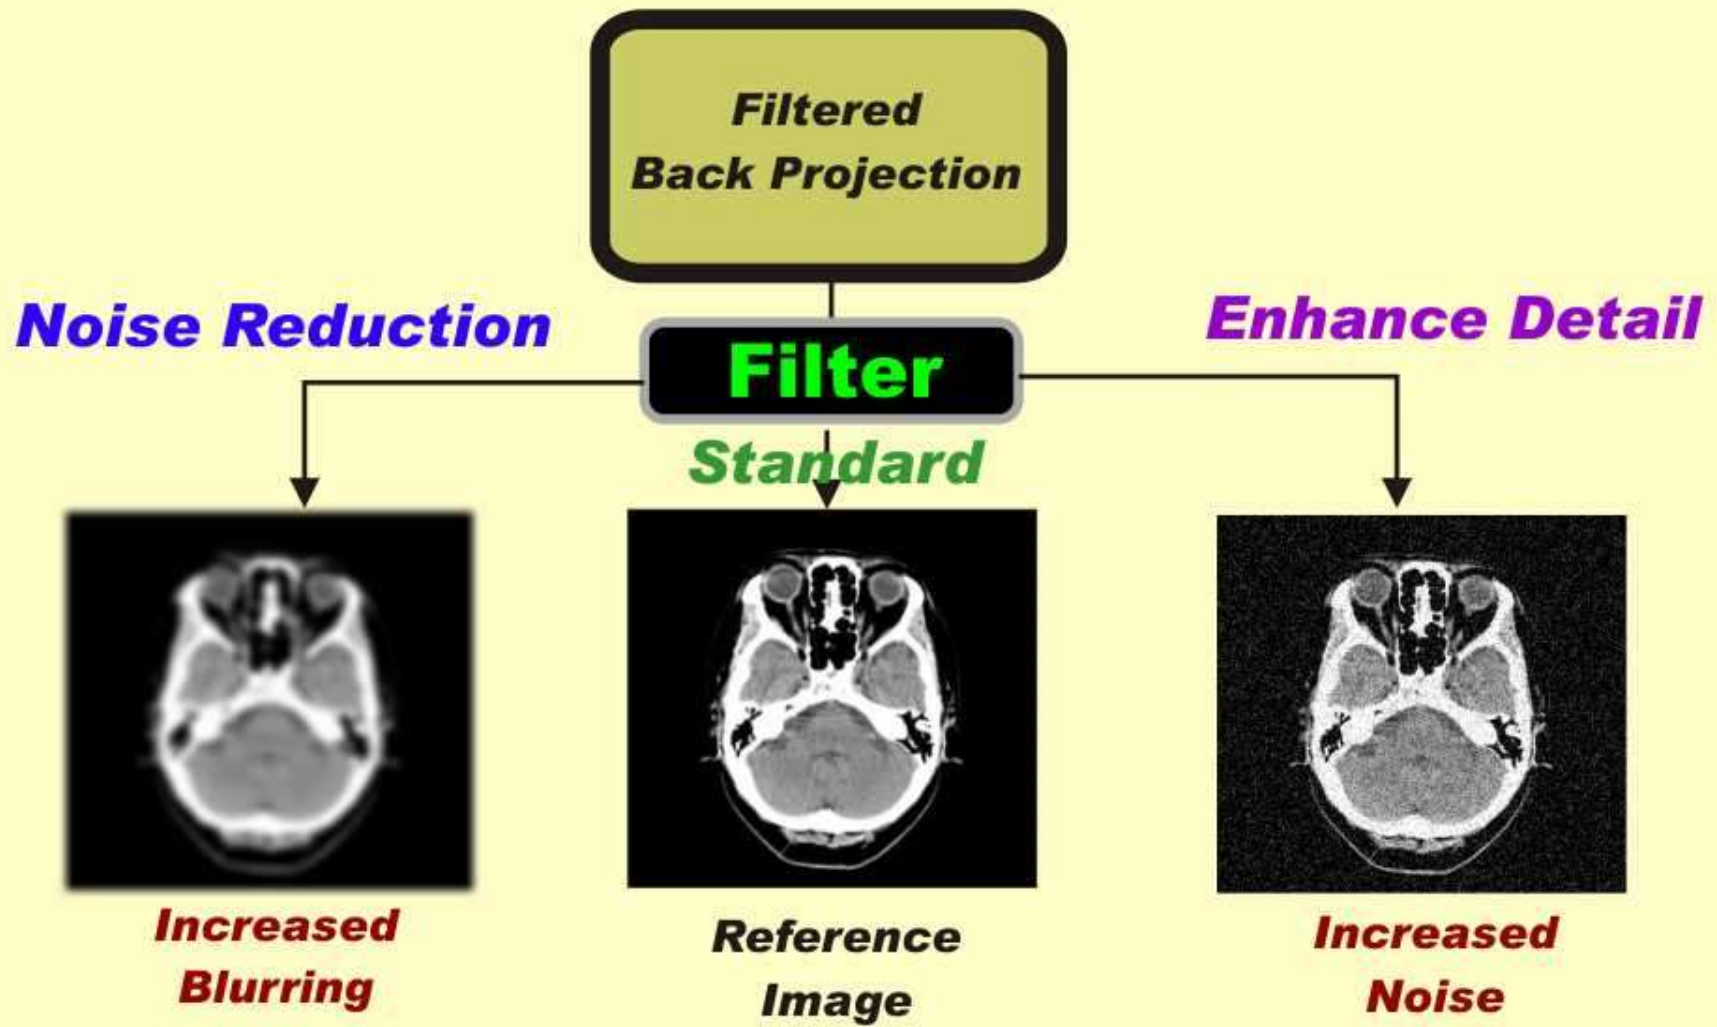 Filtered
Back Projection
Noise Reduction
Filter
Enhance Detail
Standard
Increased
Blurring
Reference
Image
Increased
Noise